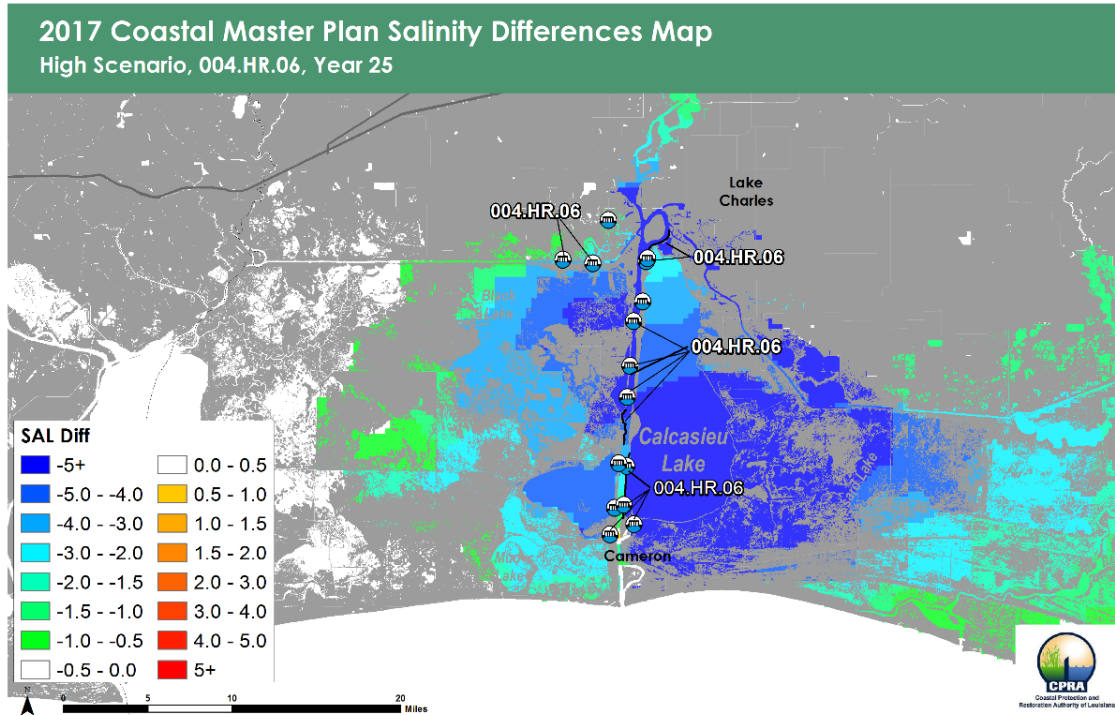 2017 Coastal Master Plan Salinity Differences Map
High Scenario, 004.HR.06, Year 25
Lake
Charles
004.HR.06
004.HR.06
Black
Lake
004.HR.06
Calcasieu
Lake
Lake
004.HR.06
Cameron
Mud
Lake
SAL Diff
-5+
-5.0 - -4.0
-4.0 - -3.0
-3.0 - -2.0
-2.0 - -1.5
-1.5 - -1.0
-1.0 - -0.5
-0.5 - 0.0
0.0 - 0.5
0.5 - 1.0
1.0 - 1.5
1.5 - 2.0
2.0 - 3.0
3.0 - 4.0
4.0 - 5.0
5+
N
0 5 10 20
Miles
CPRA
Coastal Protection and
Restoration Authority of Louisiana